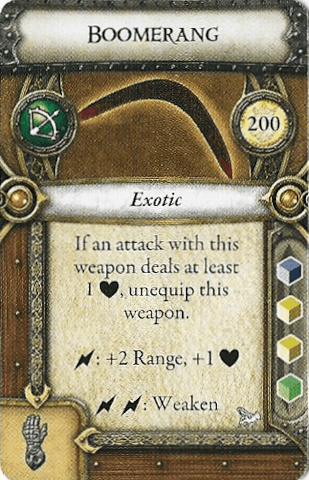 BOOMERANG
200
Exotic
If an attack with this
weapon deals at least
1 ♥, unequip this
weapon.
: +2 Range, +1 ♥
: Weaken